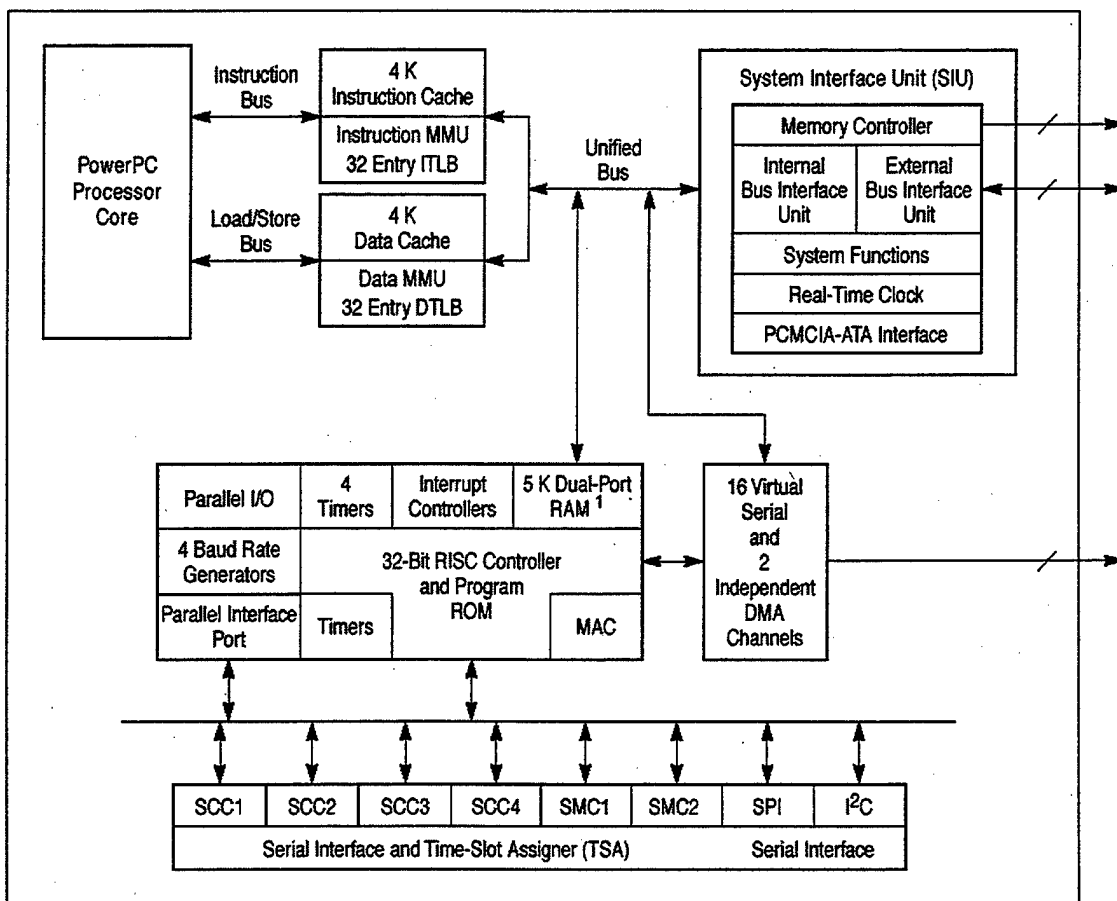 Instruction
Bus
4 K
Instruction Cache
Instruction MMU
32 Entry ITLB
PowerPC
Processor
Core
Load/Store
Bus
4 K
Data Cache
Data MMU
32 Entry DTLB
Unified
Bus
System Interface Unit (SIU)
Memory Controller
Internal
Bus Interface
Unit
External
Bus Interface
Unit
System Functions
Real-Time Clock
PCMCIA-ATA Interface
Parallel I/O
4
Timers
Interrupt
Controllers
5 K Dual-Port
RAM 1
4 Baud Rate
Generators
32-Bit RISC Controller
and Program
ROM
Parallel Interface
Port
Timers
MAC
16 Virtual
Serial
and
2
Independent
DMA
Channels
SCC1 SCC2 SCC3 SCC4 SMC1 SMC2 SPI I²C
Serial Interface and Time-Slot Assigner (TSA) Serial Interface